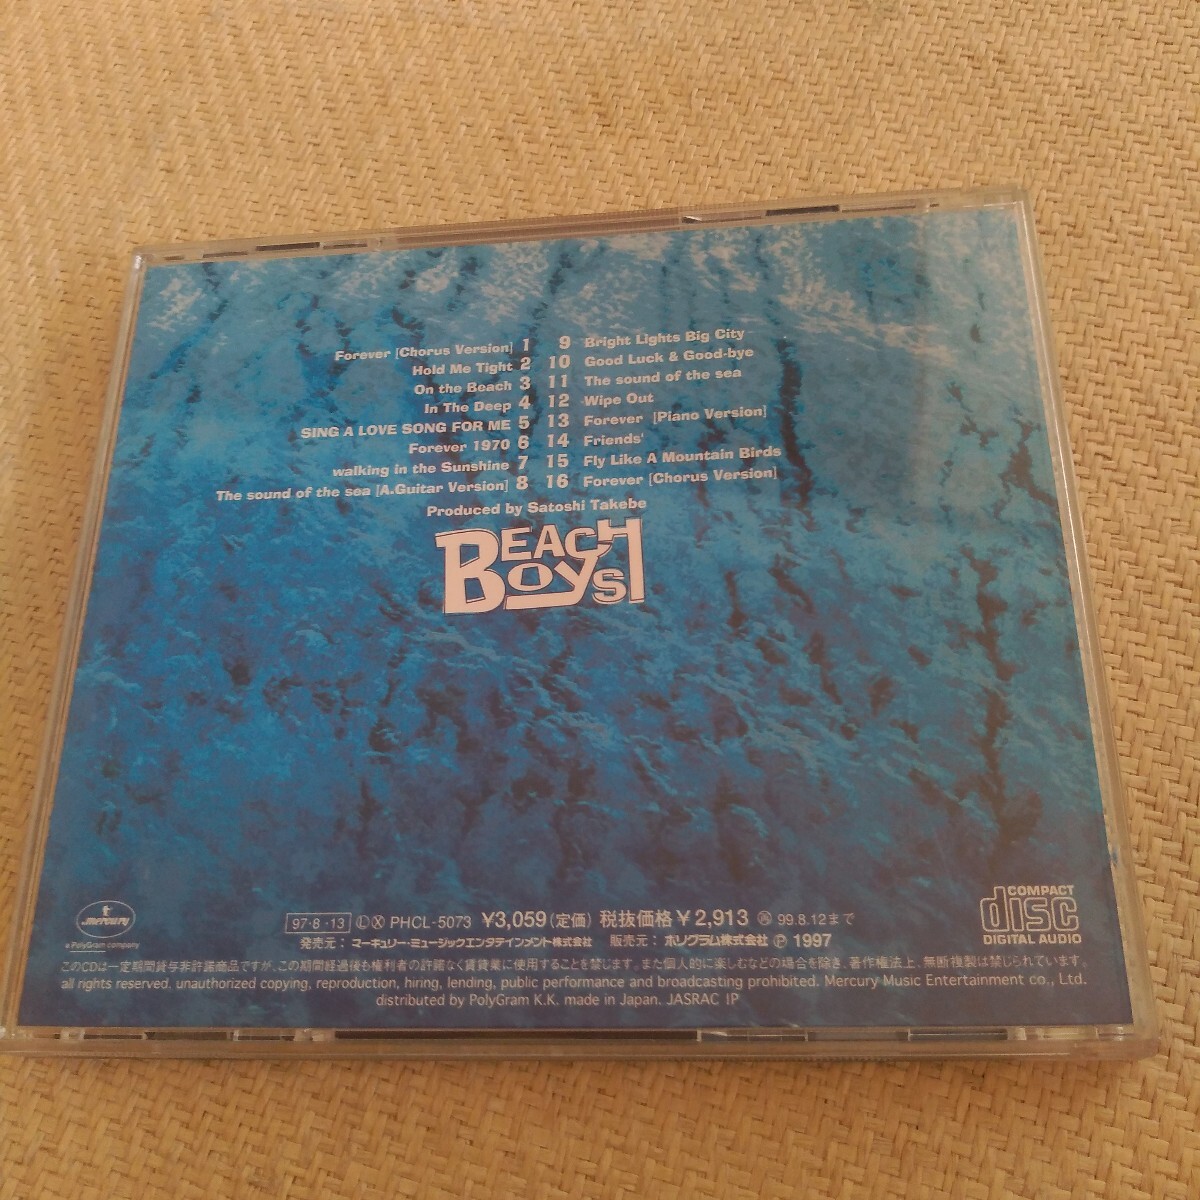 Forever [Chorus Version] 1
Hold Me Tight 2
On the Beach 3
In The Deep 4
SING A LOVE SONG FOR ME 5
Forever 1970 6
walking in the Sunshine 7
The sound of the sea [A.Guitar Version] 8
9 Bright Lights Big City
10 Good Luck & Good-bye
11 The sound of the sea
12 Wipe Out
13 Forever [Piano Version]
14 Friends'
15 Fly Like A Mountain Birds
16 Forever [Chorus Version]
Produced by Satoshi Takebe
BEACH
BOYS
mercury
a PolyGram company
97・8・13 Ⓛ Ⓧ PHCL-5073 ¥3,059(定価) 税抜価格¥2,913 ㊢99.8.12まで
発売元:マーキュリー・ミュージックエンタテインメント株式会社 販売元:ポリグラム株式会社 Ⓟ 1997
このCDは一定期間貸与非許諾商品ですが、この期間経過後も権利者の許諾なく賃貸業に使用することを禁じます。また個人的に楽しむなどの場合を除き、著作権法上、無断複製は禁じられています。
all rights reserved. unauthorized copying, reproduction, hiring, lending, public performance and broadcasting prohibited. Mercury Music Entertainment co., Ltd.
distributed by PolyGram K.K. made in Japan. JASRAC IP
COMPACT
disc
DIGITAL AUDIO